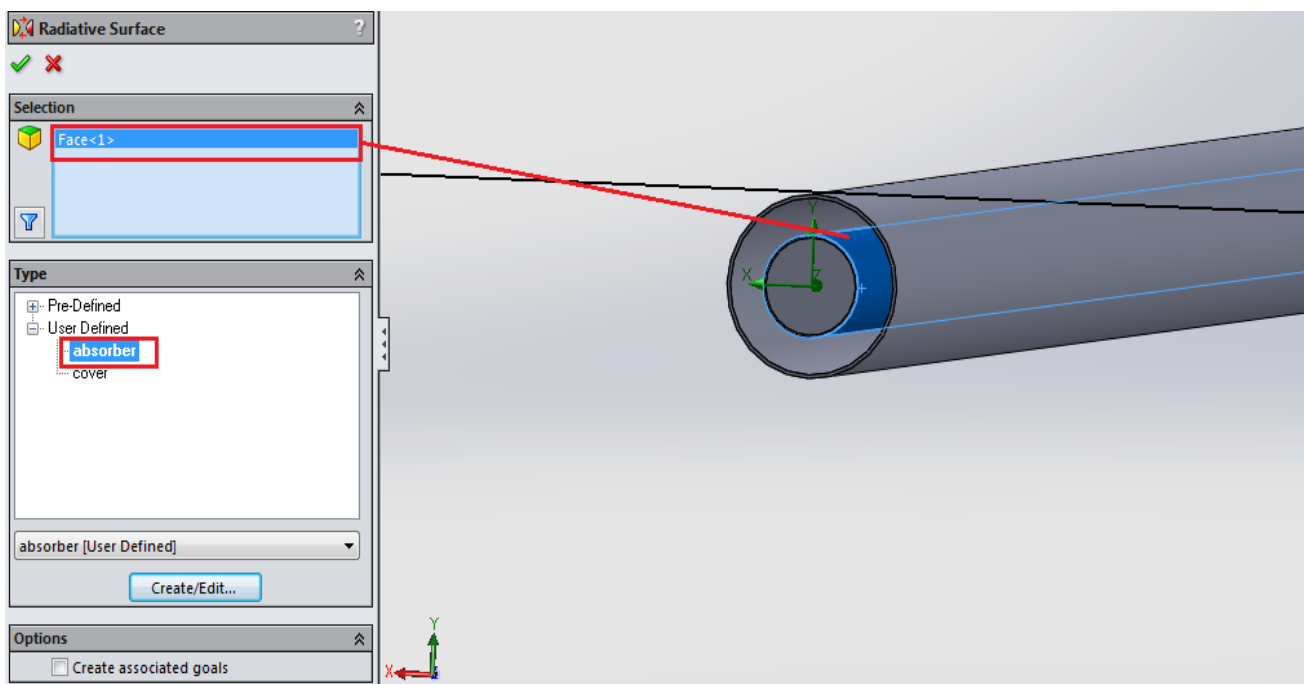 Radiative Surface ?
Selection
Face<1>
Type
Pre-Defined
User Defined
absorber
cover
absorber [User Defined]
Create/Edit...
Options
Create associated goals
Y
X
Z
Y
X